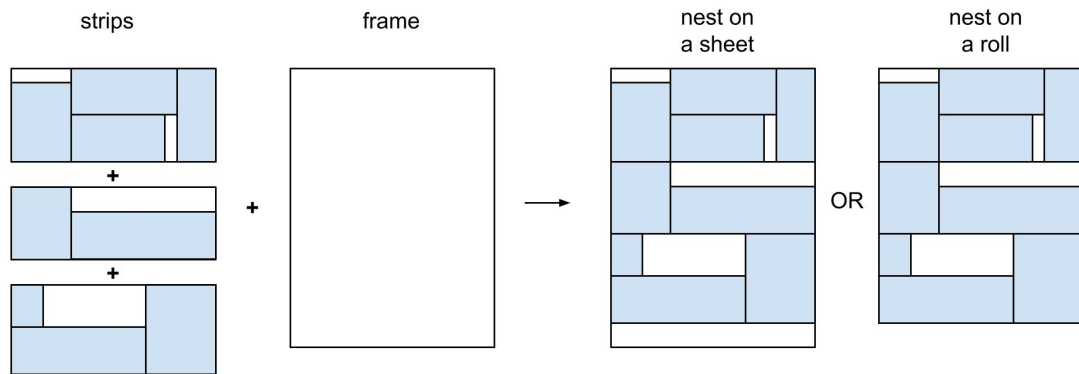 strips
frame
nest on
a sheet
nest on
a roll
+
+
+
OR